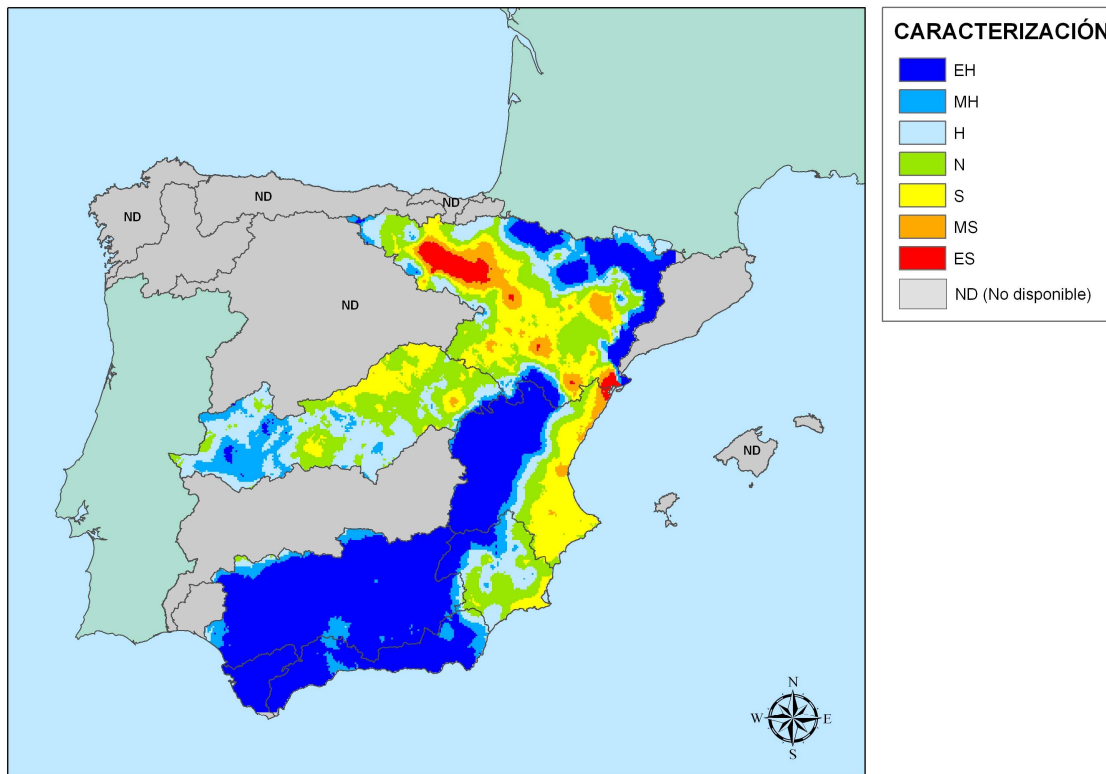 CARACTERIZACIÓN
EH
MH
H
N
S
MS
ES
ND (No disponible)
ND
ND
ND
ND
ND
N
W E
S